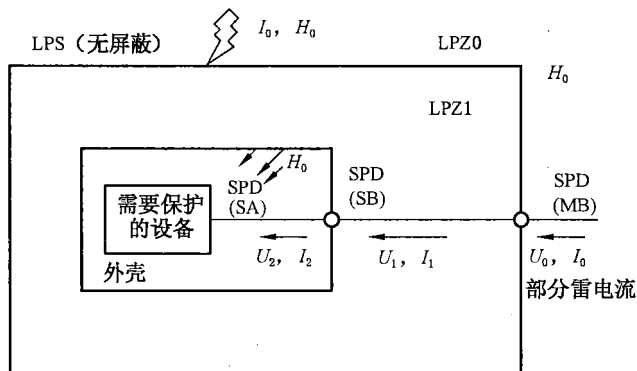 LPS（无屏蔽）
I₀，H₀
LPZ0
H₀
LPZ1
H₀
SPD
(SA)
SPD
(SB)
SPD
(MB)
需要保护
的设备
外壳
U₂，I₂
U₁，I₁
U₀，I₀
部分雷电流